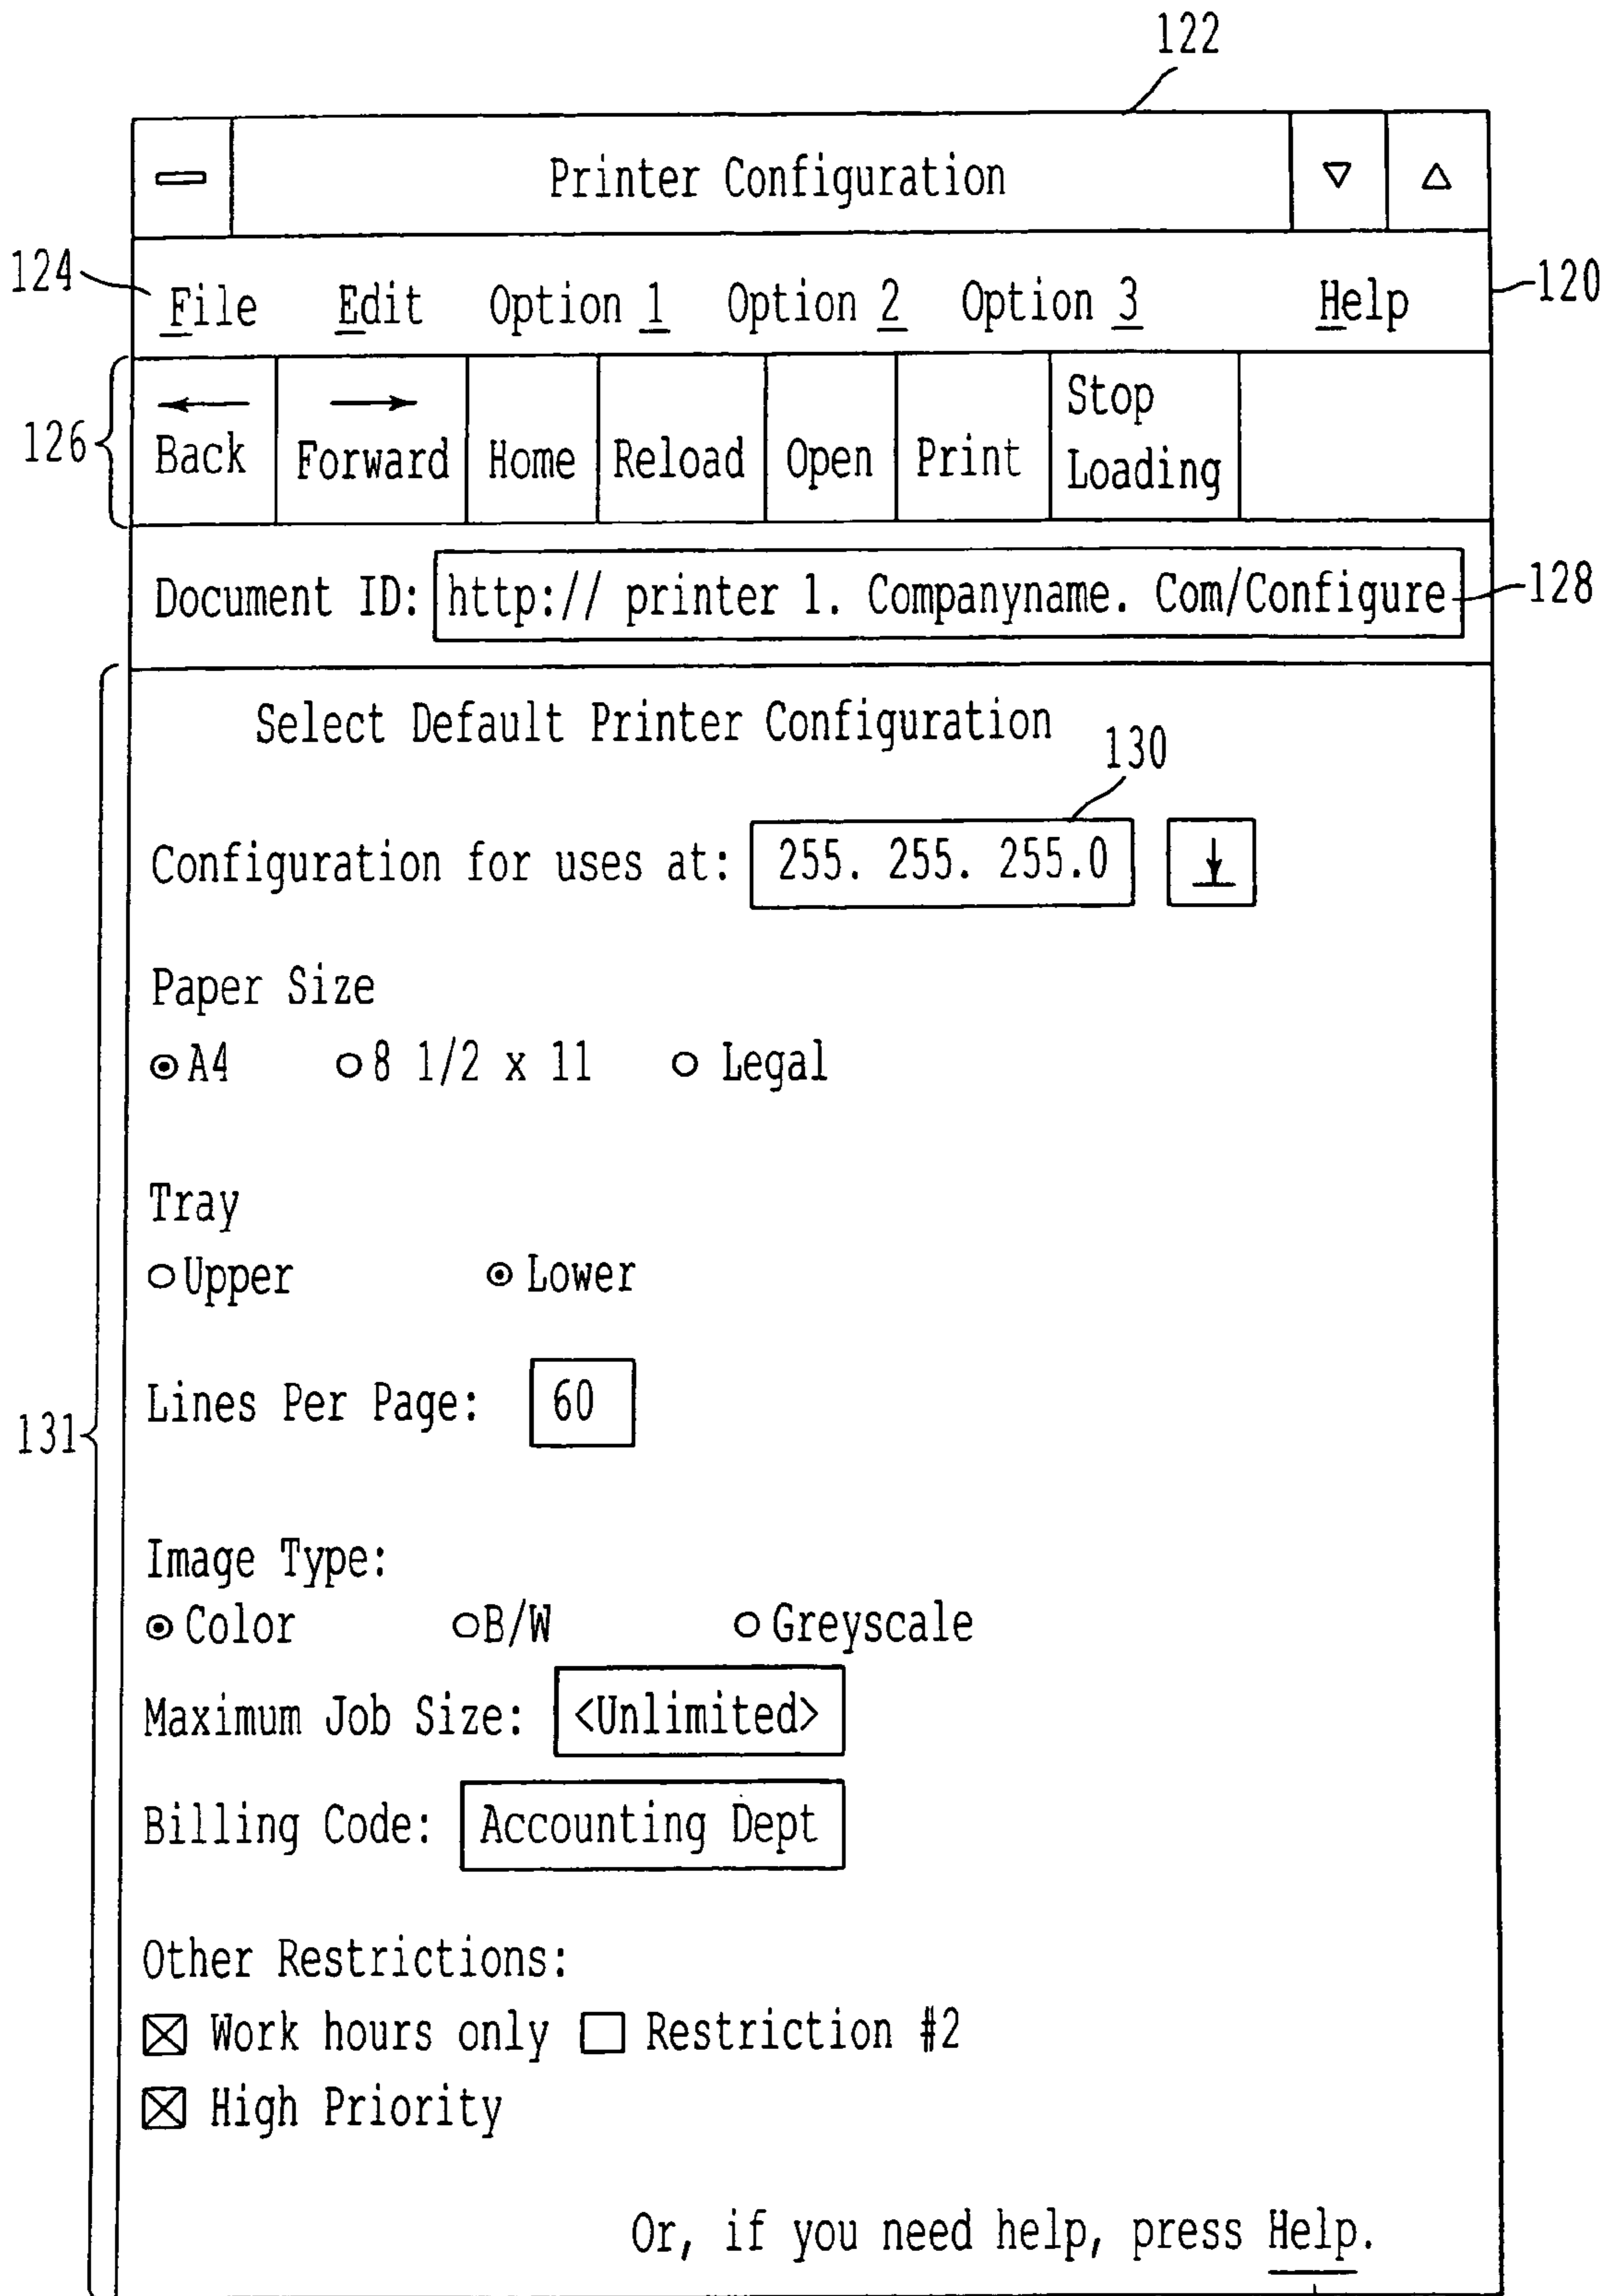 122
Printer Configuration
124
File Edit Option 1 Option 2 Option 3 Help
120
126
Back Forward Home Reload Open Print Stop Loading
Document ID: http:// printer 1. Companyname. Com/Configure
128
Select Default Printer Configuration
130
Configuration for uses at: 255. 255. 255.0
Paper Size
A4 8 1/2 x 11 Legal
Tray
Upper Lower
Lines Per Page: 60
131
Image Type:
Color B/W Greyscale
Maximum Job Size: <Unlimited>
Billing Code: Accounting Dept
Other Restrictions:
Work hours only Restriction #2
High Priority
Or, if you need help, press Help.